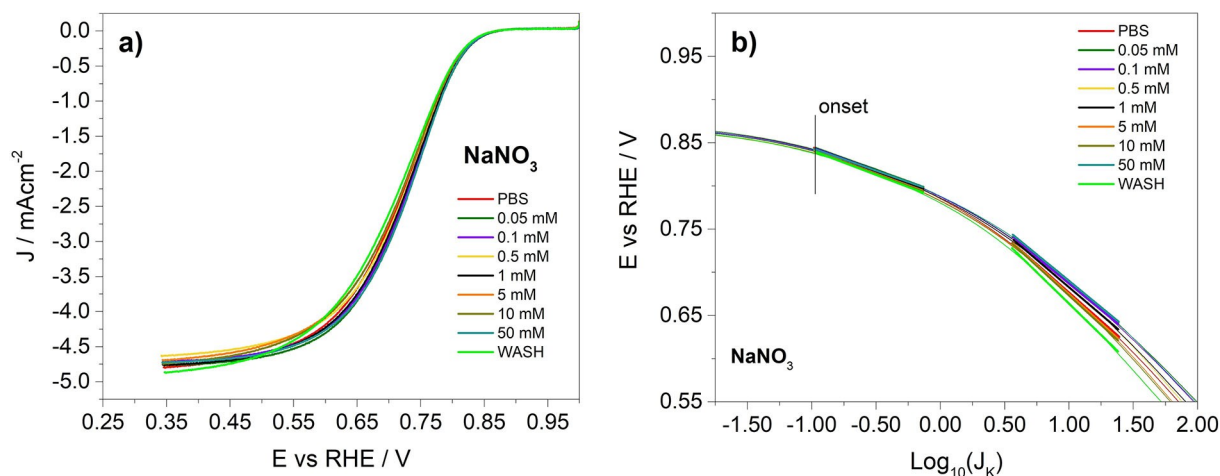 a)
0.0
-0.5
-1.0
-1.5
-2.0
-2.5
-3.0
-3.5
-4.0
-4.5
-5.0
J / mAcm-2
0.25 0.35 0.45 0.55 0.65 0.75 0.85 0.95
E vs RHE / V
NaNO3
PBS
0.05 mM
0.1 mM
0.5 mM
1 mM
5 mM
10 mM
50 mM
WASH
b)
0.95
0.85
0.75
0.65
0.55
E vs RHE / V
onset
PBS
0.05 mM
0.1 mM
0.5 mM
1 mM
5 mM
10 mM
50 mM
WASH
NaNO3
-1.50 -1.00 -0.50 0.00 0.50 1.00 1.50 2.00
Log10(JK)